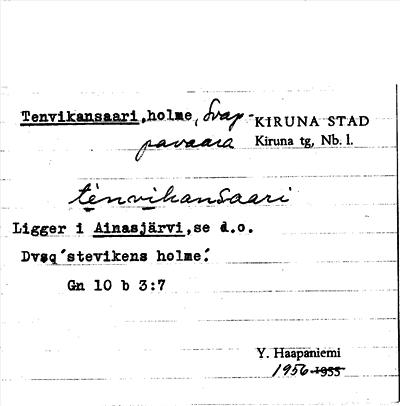 Tenvikansaari, holme, Svap-
pavaara
KIRUNA STAD
Kiruna tg, Nb. l.
tènvikansaari
Ligger i Ainasjärvi, se d.o.
Dvsq'stevikens holme'.
Gn 10 b 3:7
Y. Haapaniemi
1956 1955